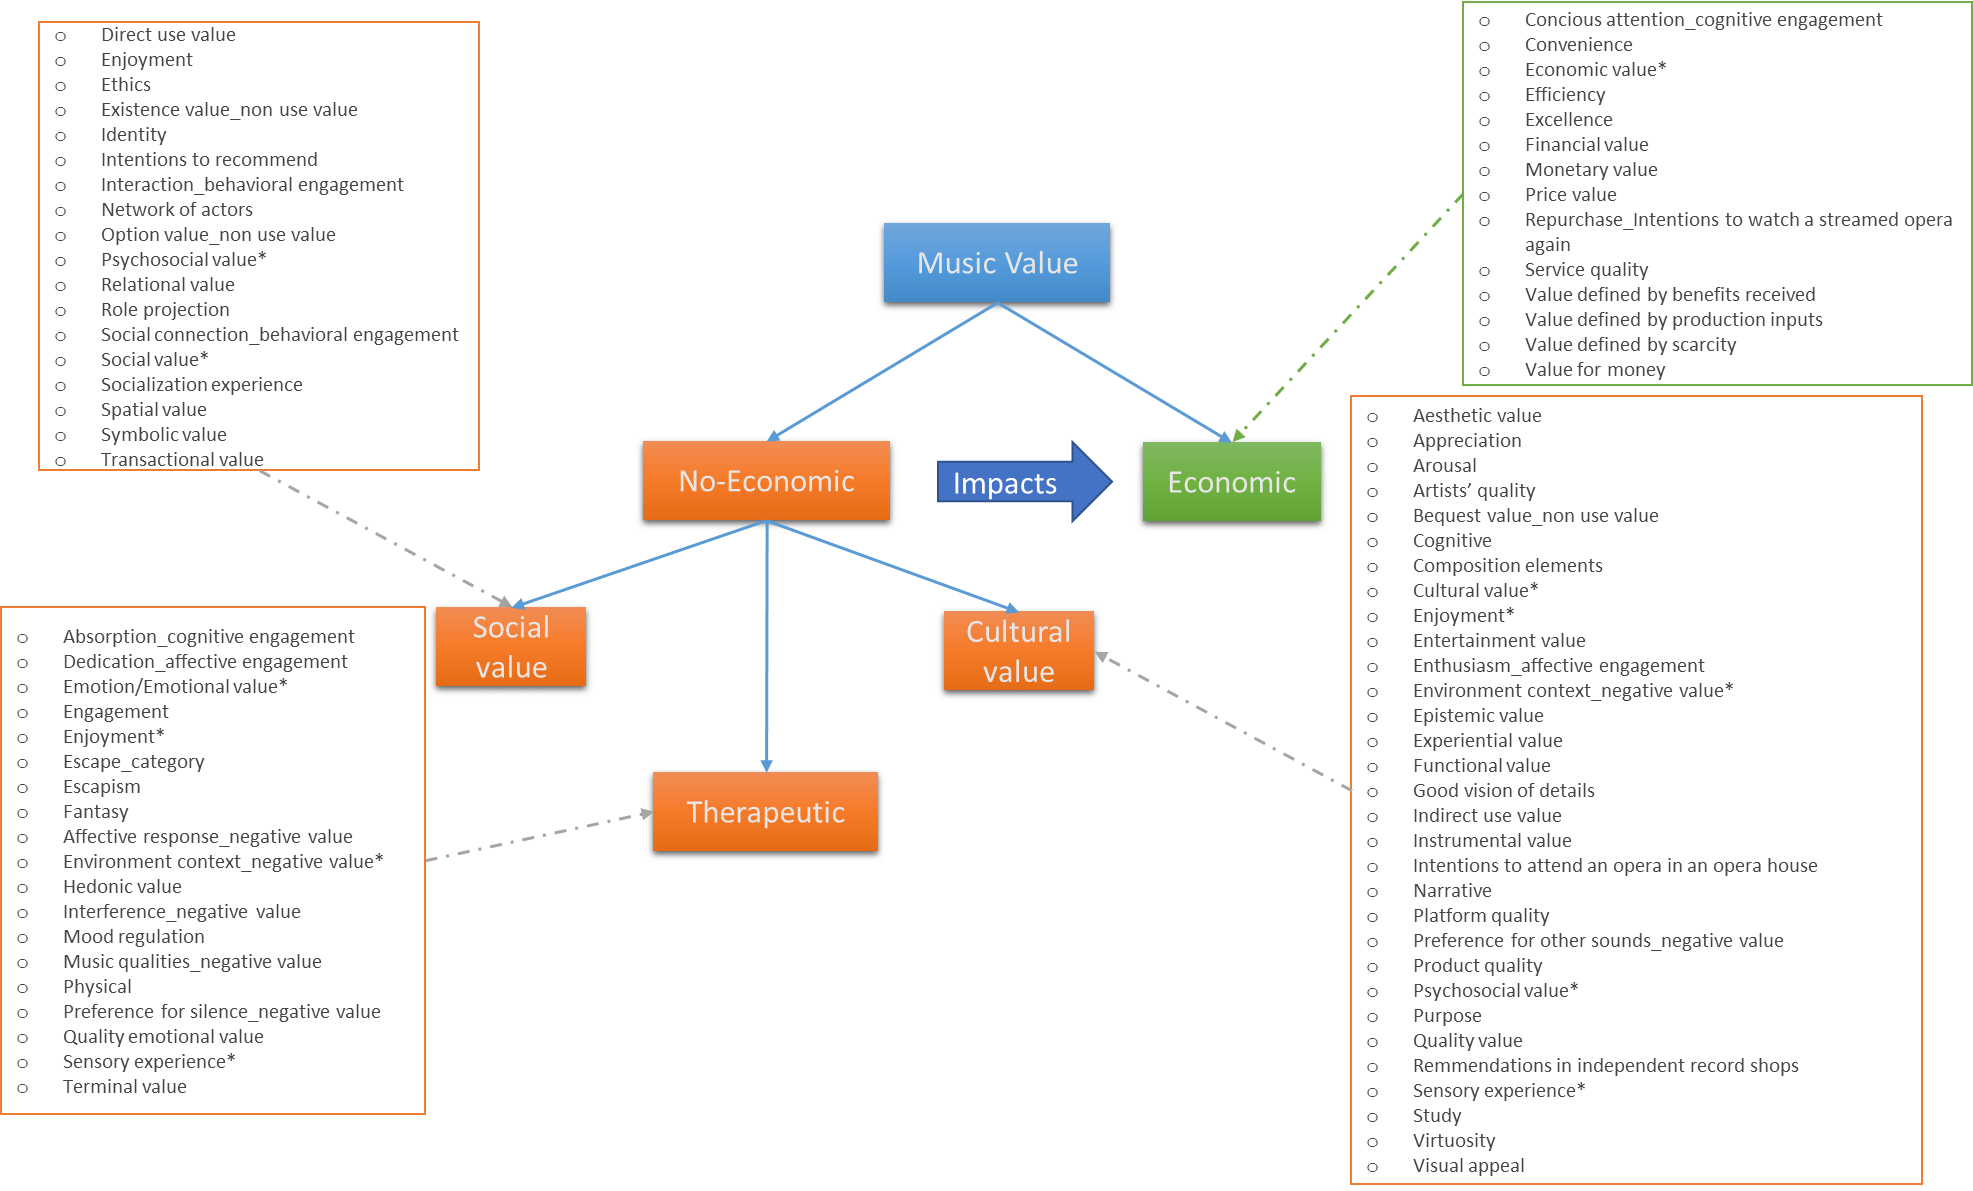 o Direct use value
o Enjoyment
o Ethics
o Existence value_non use value
o Identity
o Intentions to recommend
o Interaction_behavioral engagement
o Network of actors
o Option value_non use value
o Psychosocial value*
o Relational value
o Role projection
o Social connection_behavioral engagement
o Social value*
o Socialization experience
o Spatial value
o Symbolic value
o Transactional value
o Concious attention_cognitive engagement
o Convenience
o Economic value*
o Efficiency
o Excellence
o Financial value
o Monetary value
o Price value
o Repurchase_Intentions to watch a streamed opera
again
o Service quality
o Value defined by benefits received
o Value defined by production inputs
o Value defined by scarcity
o Value for money
Music Value
No-Economic
Impacts
Economic
Social
value
Cultural
value
Therapeutic
o Absorption_cognitive engagement
o Dedication_affective engagement
o Emotion/Emotional value*
o Engagement
o Enjoyment*
o Escape_category
o Escapism
o Fantasy
o Affective response_negative value
o Environment context_negative value*
o Hedonic value
o Interference_negative value
o Mood regulation
o Music qualities_negative value
o Physical
o Preference for silence_negative value
o Quality emotional value
o Sensory experience*
o Terminal value
o Aesthetic value
o Appreciation
o Arousal
o Artists’ quality
o Bequest value_non use value
o Cognitive
o Composition elements
o Cultural value*
o Enjoyment*
o Entertainment value
o Enthusiasm_affective engagement
o Environment context_negative value*
o Epistemic value
o Experiential value
o Functional value
o Good vision of details
o Indirect use value
o Instrumental value
o Intentions to attend an opera in an opera house
o Narrative
o Platform quality
o Preference for other sounds_negative value
o Product quality
o Psychosocial value*
o Purpose
o Quality value
o Remmendations in independent record shops
o Sensory experience*
o Study
o Virtuosity
o Visual appeal